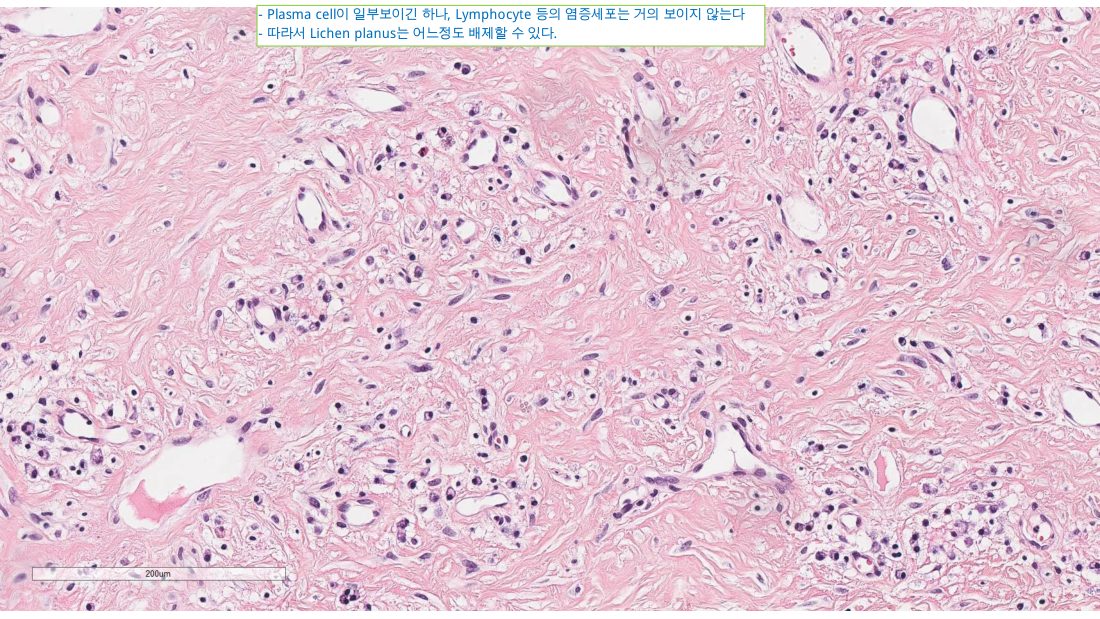 - Plasma cell이 일부보이긴 하나, Lymphocyte 등의 염증세포는 거의 보이지 않는다
- 따라서 Lichen planus는 어느정도 배제할 수 있다.
200um